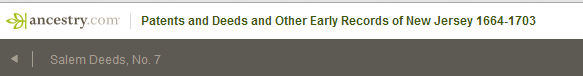 ancestry.com Patents and Deeds and Other Early Records of New Jersey 1664-1703
Salem Deeds, No. 7